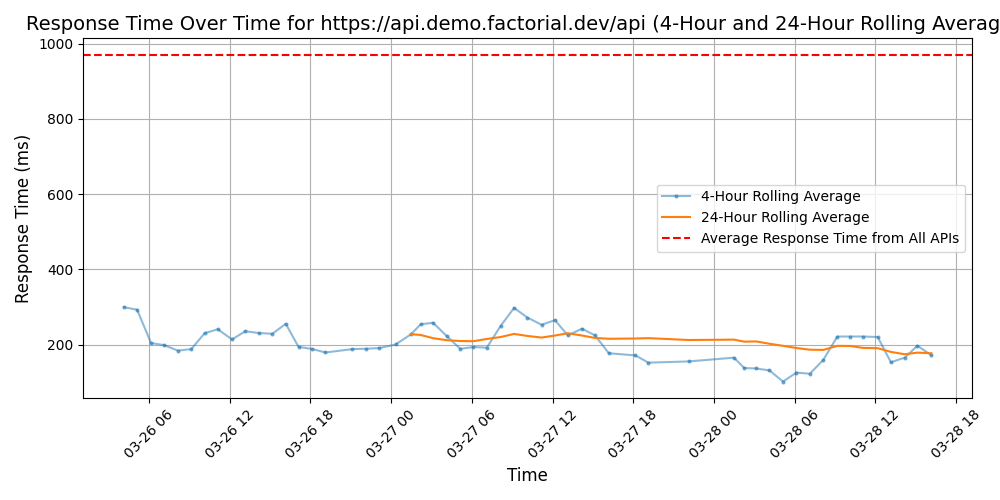 Response Time Over Time for https://api.demo.factorial.dev/api (4-Hour and 24-Hour Rolling Averag
Response Time (ms)
1000
800
600
400
200
4-Hour Rolling Average
24-Hour Rolling Average
Average Response Time from All APIs
03-26 06
03-26 12
03-26 18
03-27 00
03-27 06
03-27 12
03-27 18
03-28 00
03-28 06
03-28 12
03-28 18
Time